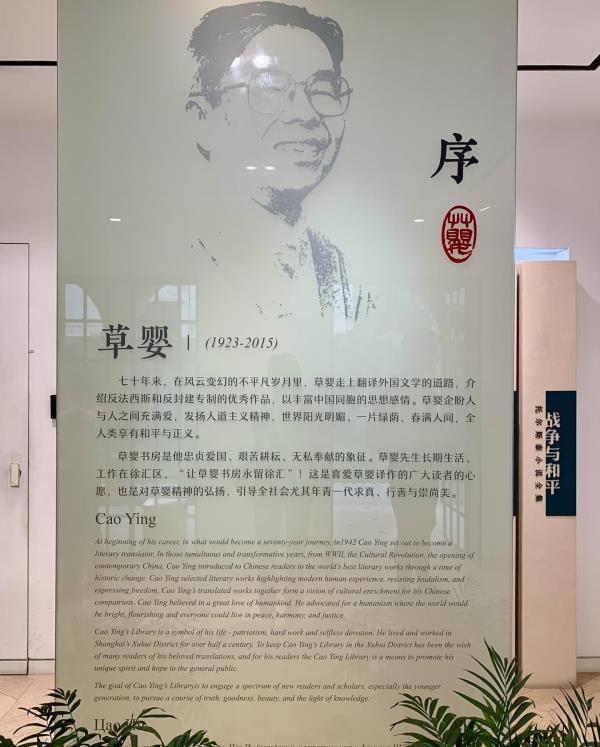 序
草婴 | (1923-2015)
七十年来，在风云变幻的不平凡岁月里，草婴走上翻译外国文学的道路，介
绍反法西斯和反封建专制的优秀作品，以丰富中国同胞的思想感情。草婴企盼人
与人之间充满爱，发扬人道主义精神，世界阳光明媚，一片绿荫，春满人间，全
人类享有和平与正义。
草婴书房是他忠贞爱国、艰苦耕耘、无私奉献的象征。草婴先生长期生活、
工作在徐汇区，“让草婴书房永留徐汇”！这是喜爱草婴译作的广大读者的心
愿，也是对草婴精神的弘扬，引导全社会尤其年青一代求真、行善与崇尚美。
Cao Ying
At beginning of his career, in what would become a seventy-year journey, in1942 Cao Ying set out to become a
literary translator. In those tumultuous and transformative years, from WWII, the Cultural Revolution, the opening of
contemporary China, Cao Ying introduced to Chinese readers to the world's best literary works through a time of
historic change. Cao Ying selected literary works highlighting modern human experience, resisting feudalism, and
expressing freedom. Cao Ying's translated works together form a vision of cultural enrichment for his Chinese
compatriots. Cao Ying believed in a great love of humankind. He advocated for a humanism where the world would
be bright, flourishing and everyone could live in peace, harmony, and justice.
Cao Ying's Library is a symbol of his life - patriotism, hard work and selfless devotion. He lived and worked in
Shanghai's Xuhui District for over half a century. To keep Cao Ying's Library in the Xuhui District has been the wish
of many readers of his beloved translations, and for his readers the Cao Ying Library is a means to promote his
unique spirit and hope to the general public.
The goal of Cao Ying's Libraryis to engage a spectrum of new readers and scholars, especially the younger
generation, to pursue a course of truth, goodness, beauty, and the light of knowledge.
Цао Ин
战争与和平
托尔斯泰小说全集